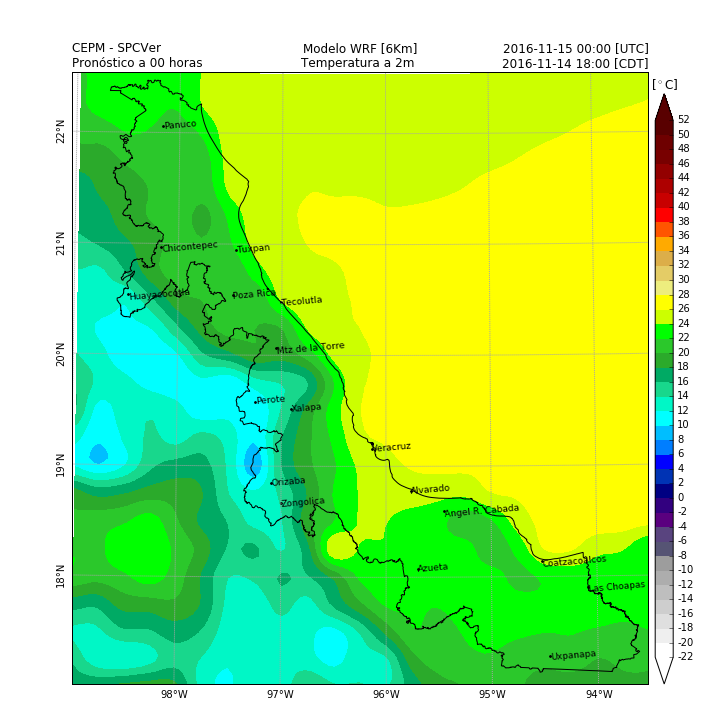 CEPM - SPCVer Modelo WRF [6Km] 2016-11-15 00:00 [UTC]
Pronóstico a 00 horas Temperatura a 2m 2016-11-14 18:00 [CDT]
[°C]
52
50
48
46
44
42
40
38
36
34
32
30
28
26
24
22
20
18
16
14
12
10
8
6
4
2
0
-2
-4
-6
-8
-10
-12
-14
-16
-18
-20
-22
22°N
21°N
20°N
19°N
18°N
Panuco
Chicontepec
Tuxpan
Huayacocotla
Poza Rica
Tecolutla
Mtz de la Torre
Perote
Xalapa
Veracruz
Orizaba
Alvarado
Zongolica
Angel R. Cabada
Azueta
Coatzacoalcos
Las Choapas
Uxpanapa
98°W 97°W 96°W 95°W 94°W